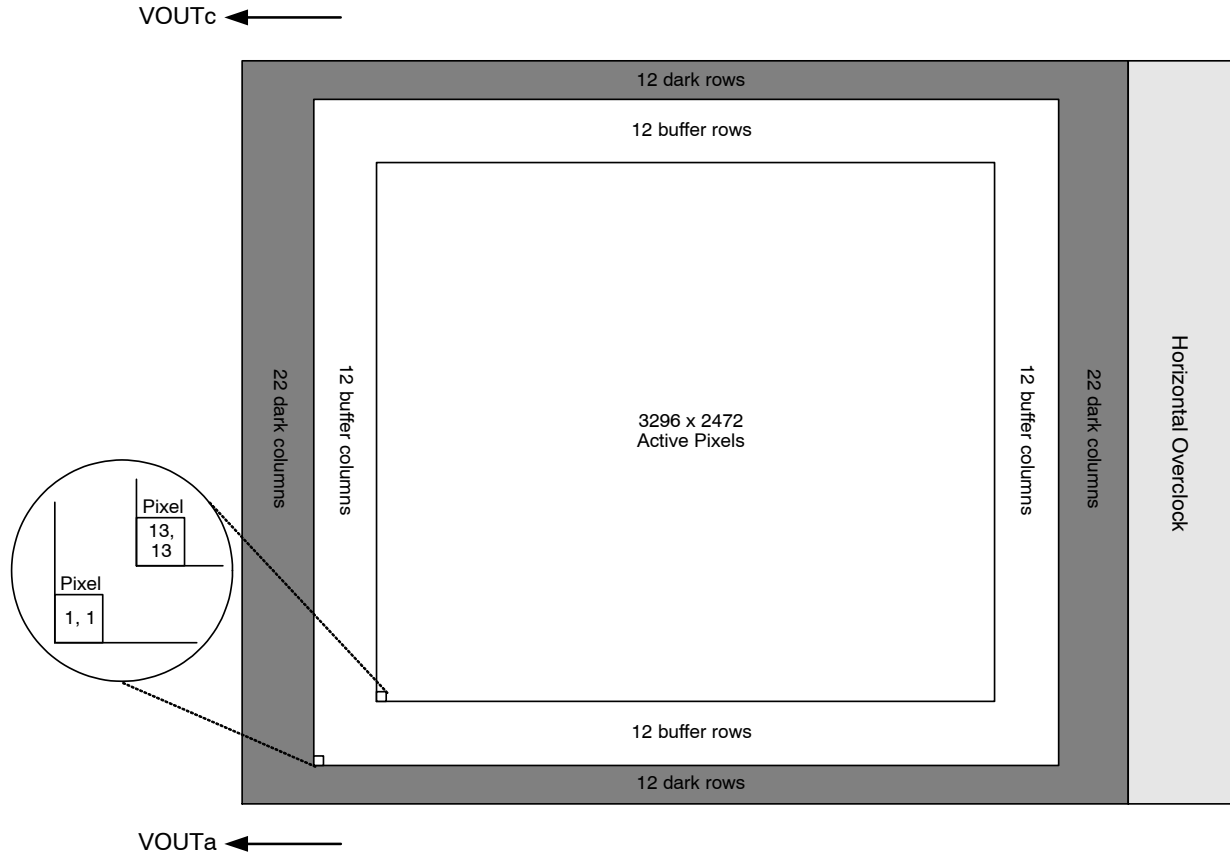 VOUTc
12 dark rows
12 buffer rows
22 dark columns
12 buffer columns
3296 x 2472
Active Pixels
12 buffer columns
22 dark columns
Horizontal Overclock
Pixel
13,
13
Pixel
1, 1
12 buffer rows
12 dark rows
VOUTa